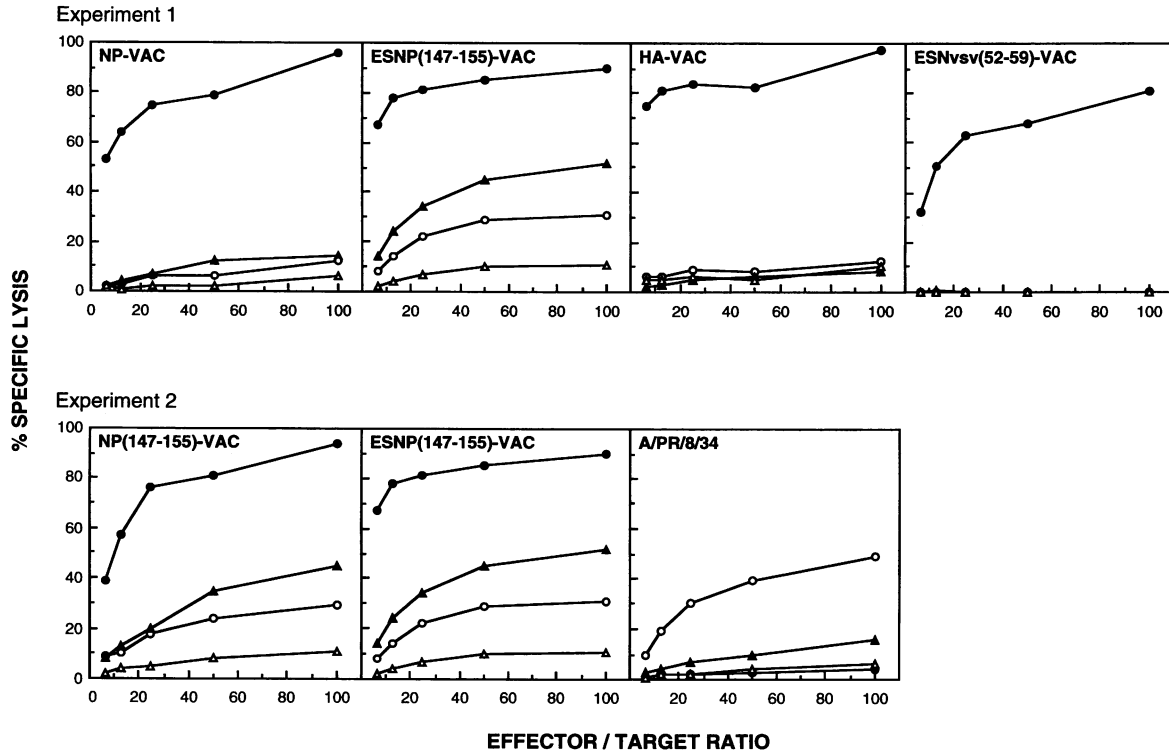 Experiment 1
NP-VAC
ESNP(147-155)-VAC
HA-VAC
ESNvsv(52-59)-VAC
100
80
60
40
20
0
0 20 40 60 80 100
20 40 60 80 100
20 40 60 80 100
20 40 60 80 100
% SPECIFIC LYSIS
Experiment 2
NP(147-155)-VAC
ESNP(147-155)-VAC
A/PR/8/34
100
80
60
40
20
0
0 20 40 60 80 100
20 40 60 80 100
20 40 60 80 100
EFFECTOR / TARGET RATIO